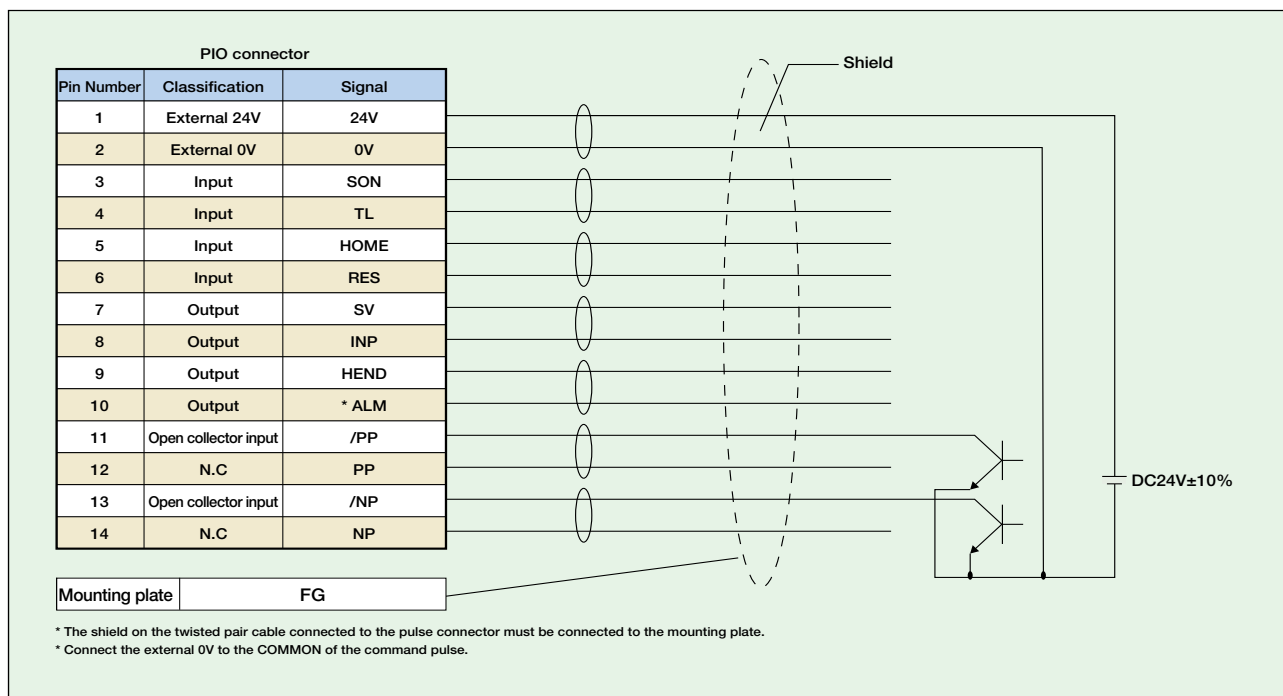 PIO connector
Shield
Pin Number Classification Signal
1 External 24V 24V
2 External 0V 0V
3 Input SON
4 Input TL
5 Input HOME
6 Input RES
7 Output SV
8 Output INP
9 Output HEND
10 Output * ALM
11 Open collector input /PP
12 N.C PP
13 Open collector input /NP
14 N.C NP
DC24V±10%
Mounting plate FG
* The shield on the twisted pair cable connected to the pulse connector must be connected to the mounting plate.
* Connect the external 0V to the COMMON of the command pulse.